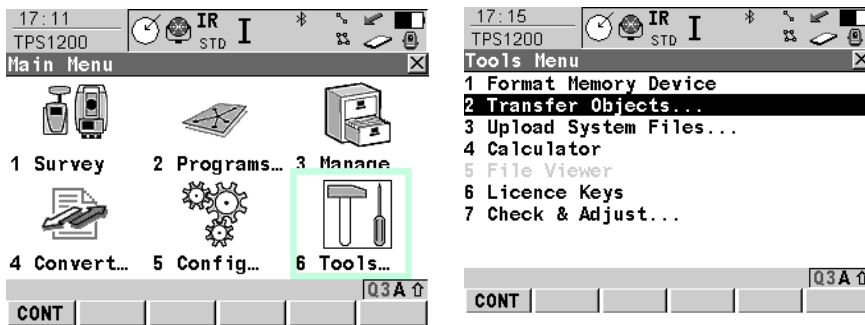 17:11
TPS1200
IR
STD
I
Main Menu
1 Survey
2 Programs…
3 Manage
4 Convert…
5 Config…
6 Tools…
Q3
A
CONT
17:15
TPS1200
IR
STD
I
Tools Menu
1 Format Memory Device
2 Transfer Objects...
3 Upload System Files...
4 Calculator
5 File Viewer
6 Licence Keys
7 Check & Adjust...
Q3
A
CONT